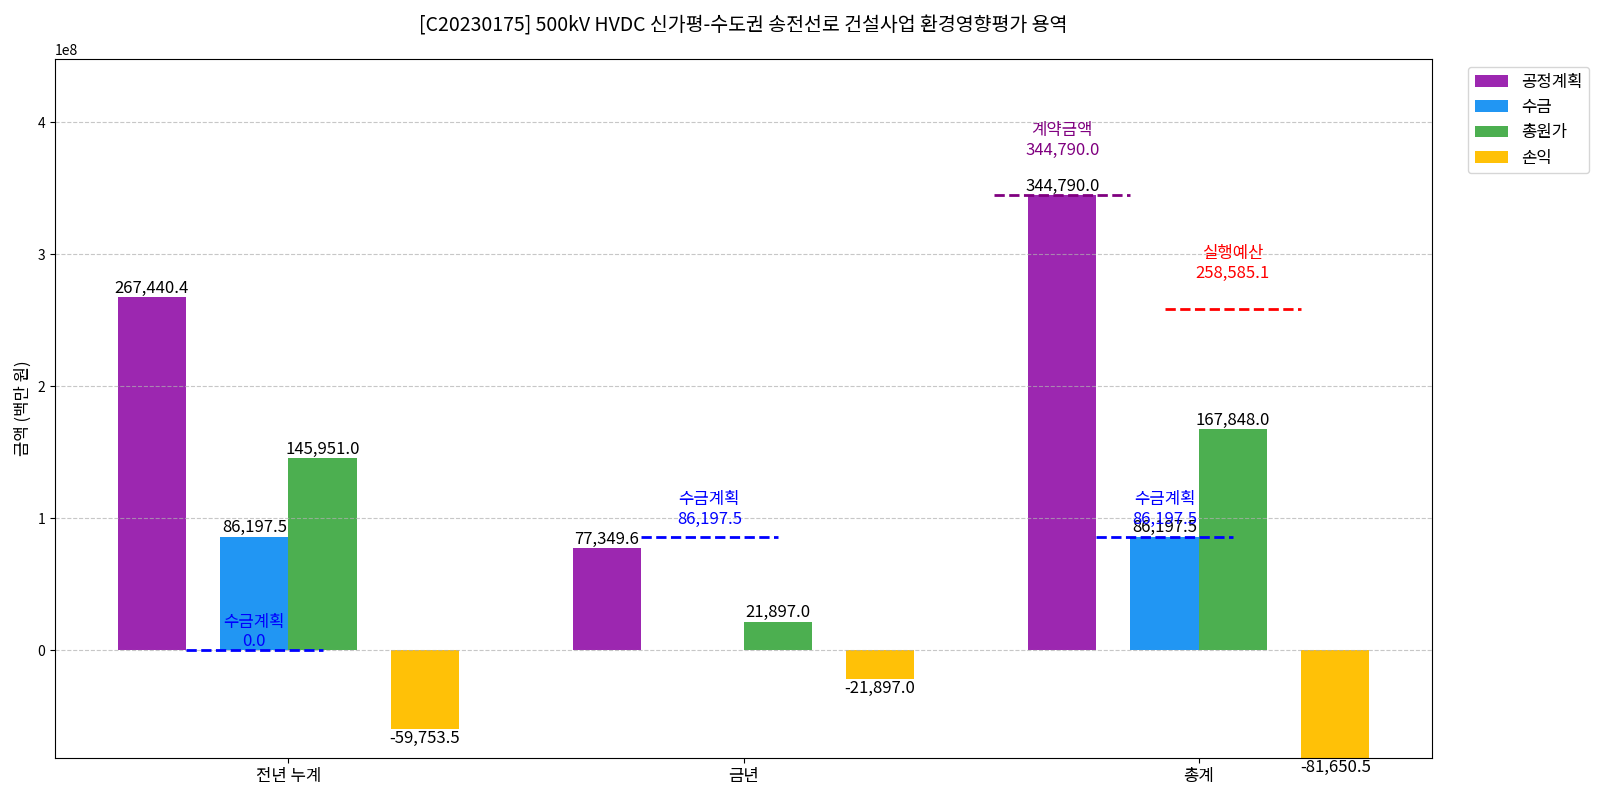 [C20230175] 500kV HVDC 신가평-수도권 송전선로 건설사업 환경영향평가 용역
1e8
금액 (백만 원)
4
3
2
1
0
267,440.4
86,197.5
145,951.0
수금계획
0.0
-59,753.5
77,349.6
수금계획
86,197.5
21,897.0
-21,897.0
계약금액
344,790.0
344,790.0
실행예산
258,585.1
수금계획
86,197.5
86,197.5
167,848.0
-81,650.5
전년 누계
금년
총계
공정계획
수금
총원가
손익